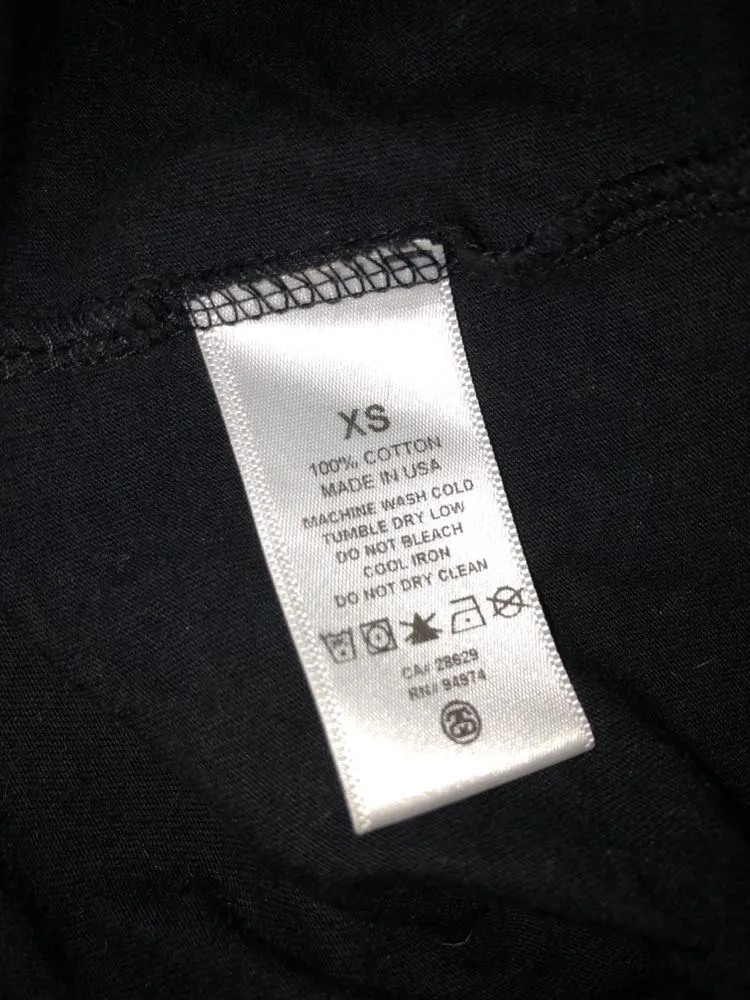 XS
100% COTTON
MADE IN USA
MACHINE WASH COLD
TUMBLE DRY LOW
DO NOT BLEACH
COOL IRON
DO NOT DRY CLEAN
CA# 28629
RN# 94974